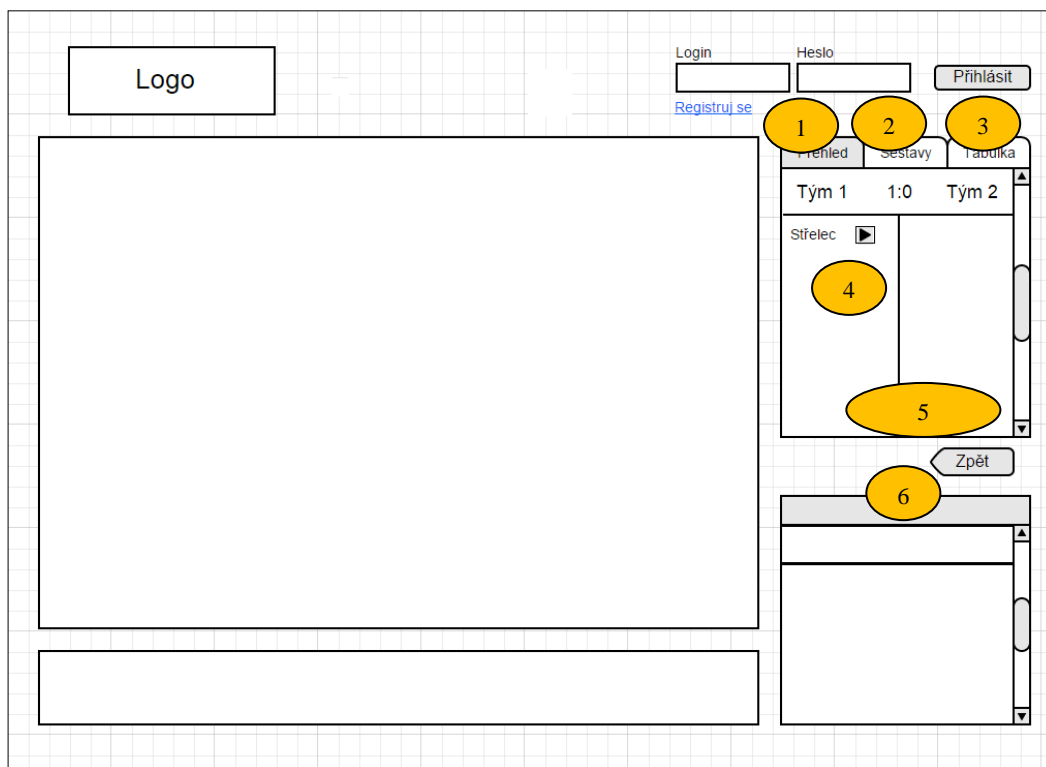 Login Heslo
Logo
Přihlásit
Registruj se
1 2 3
Přehled Sestavy Tabulka
Tým 1 1:0 Tým 2
Střelec
4
5
Zpět
6